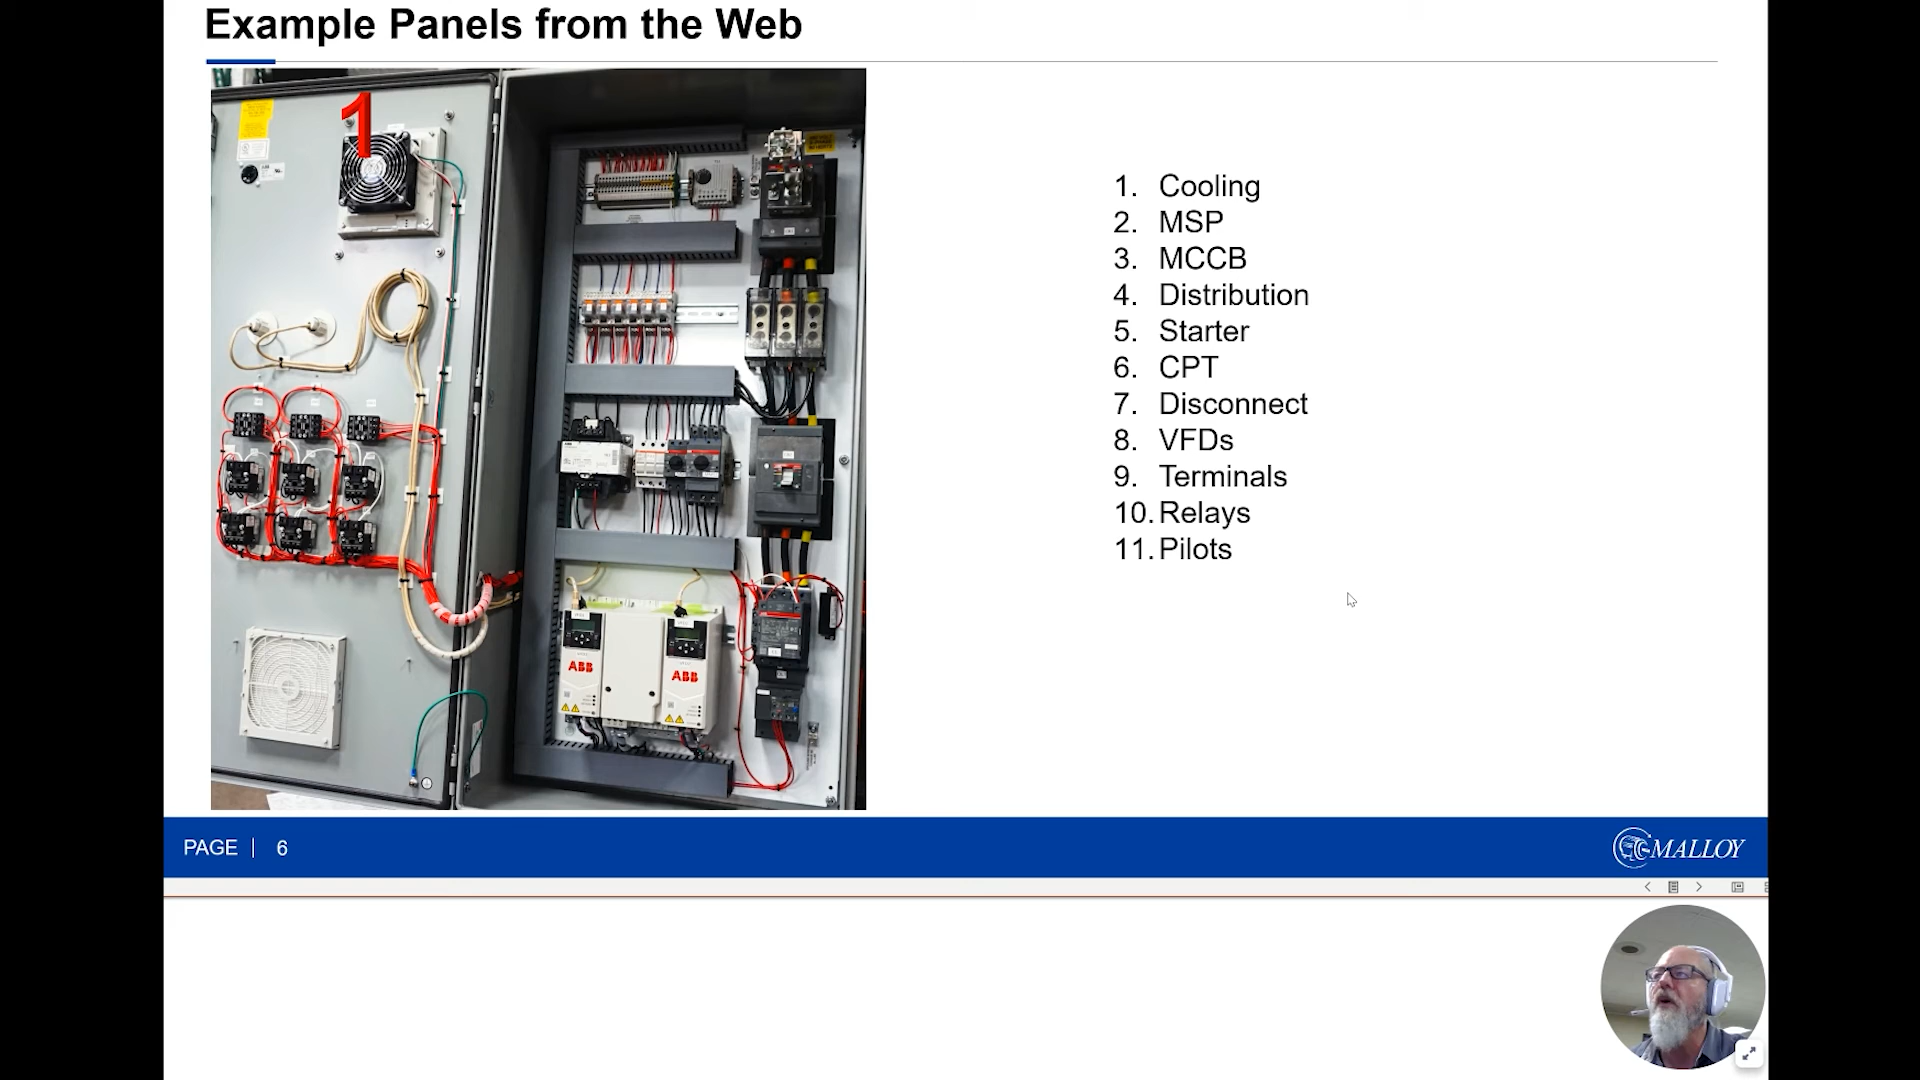 Example Panels from the Web
1
ABB
ABB
1. Cooling
2. MSP
3. MCCB
4. Distribution
5. Starter
6. CPT
7. Disconnect
8. VFDs
9. Terminals
10. Relays
11. Pilots
PAGE | 6
MALLOY